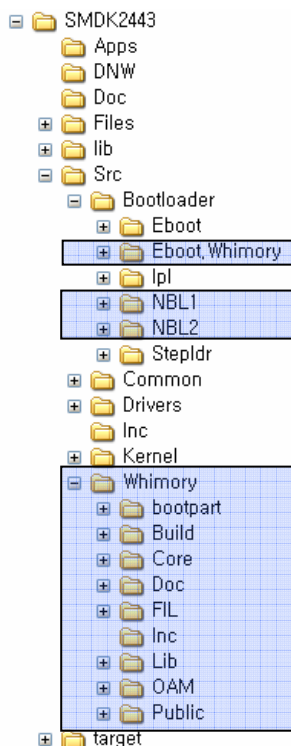 SMDK2443
Apps
DNW
Doc
Files
lib
Src
Bootloader
Eboot
Eboot.Whimory
Ipl
NBL1
NBL2
Stepldr
Common
Drivers
Inc
Kernel
Whimory
bootpart
Build
Core
Doc
FIL
Inc
Lib
OAM
Public
target